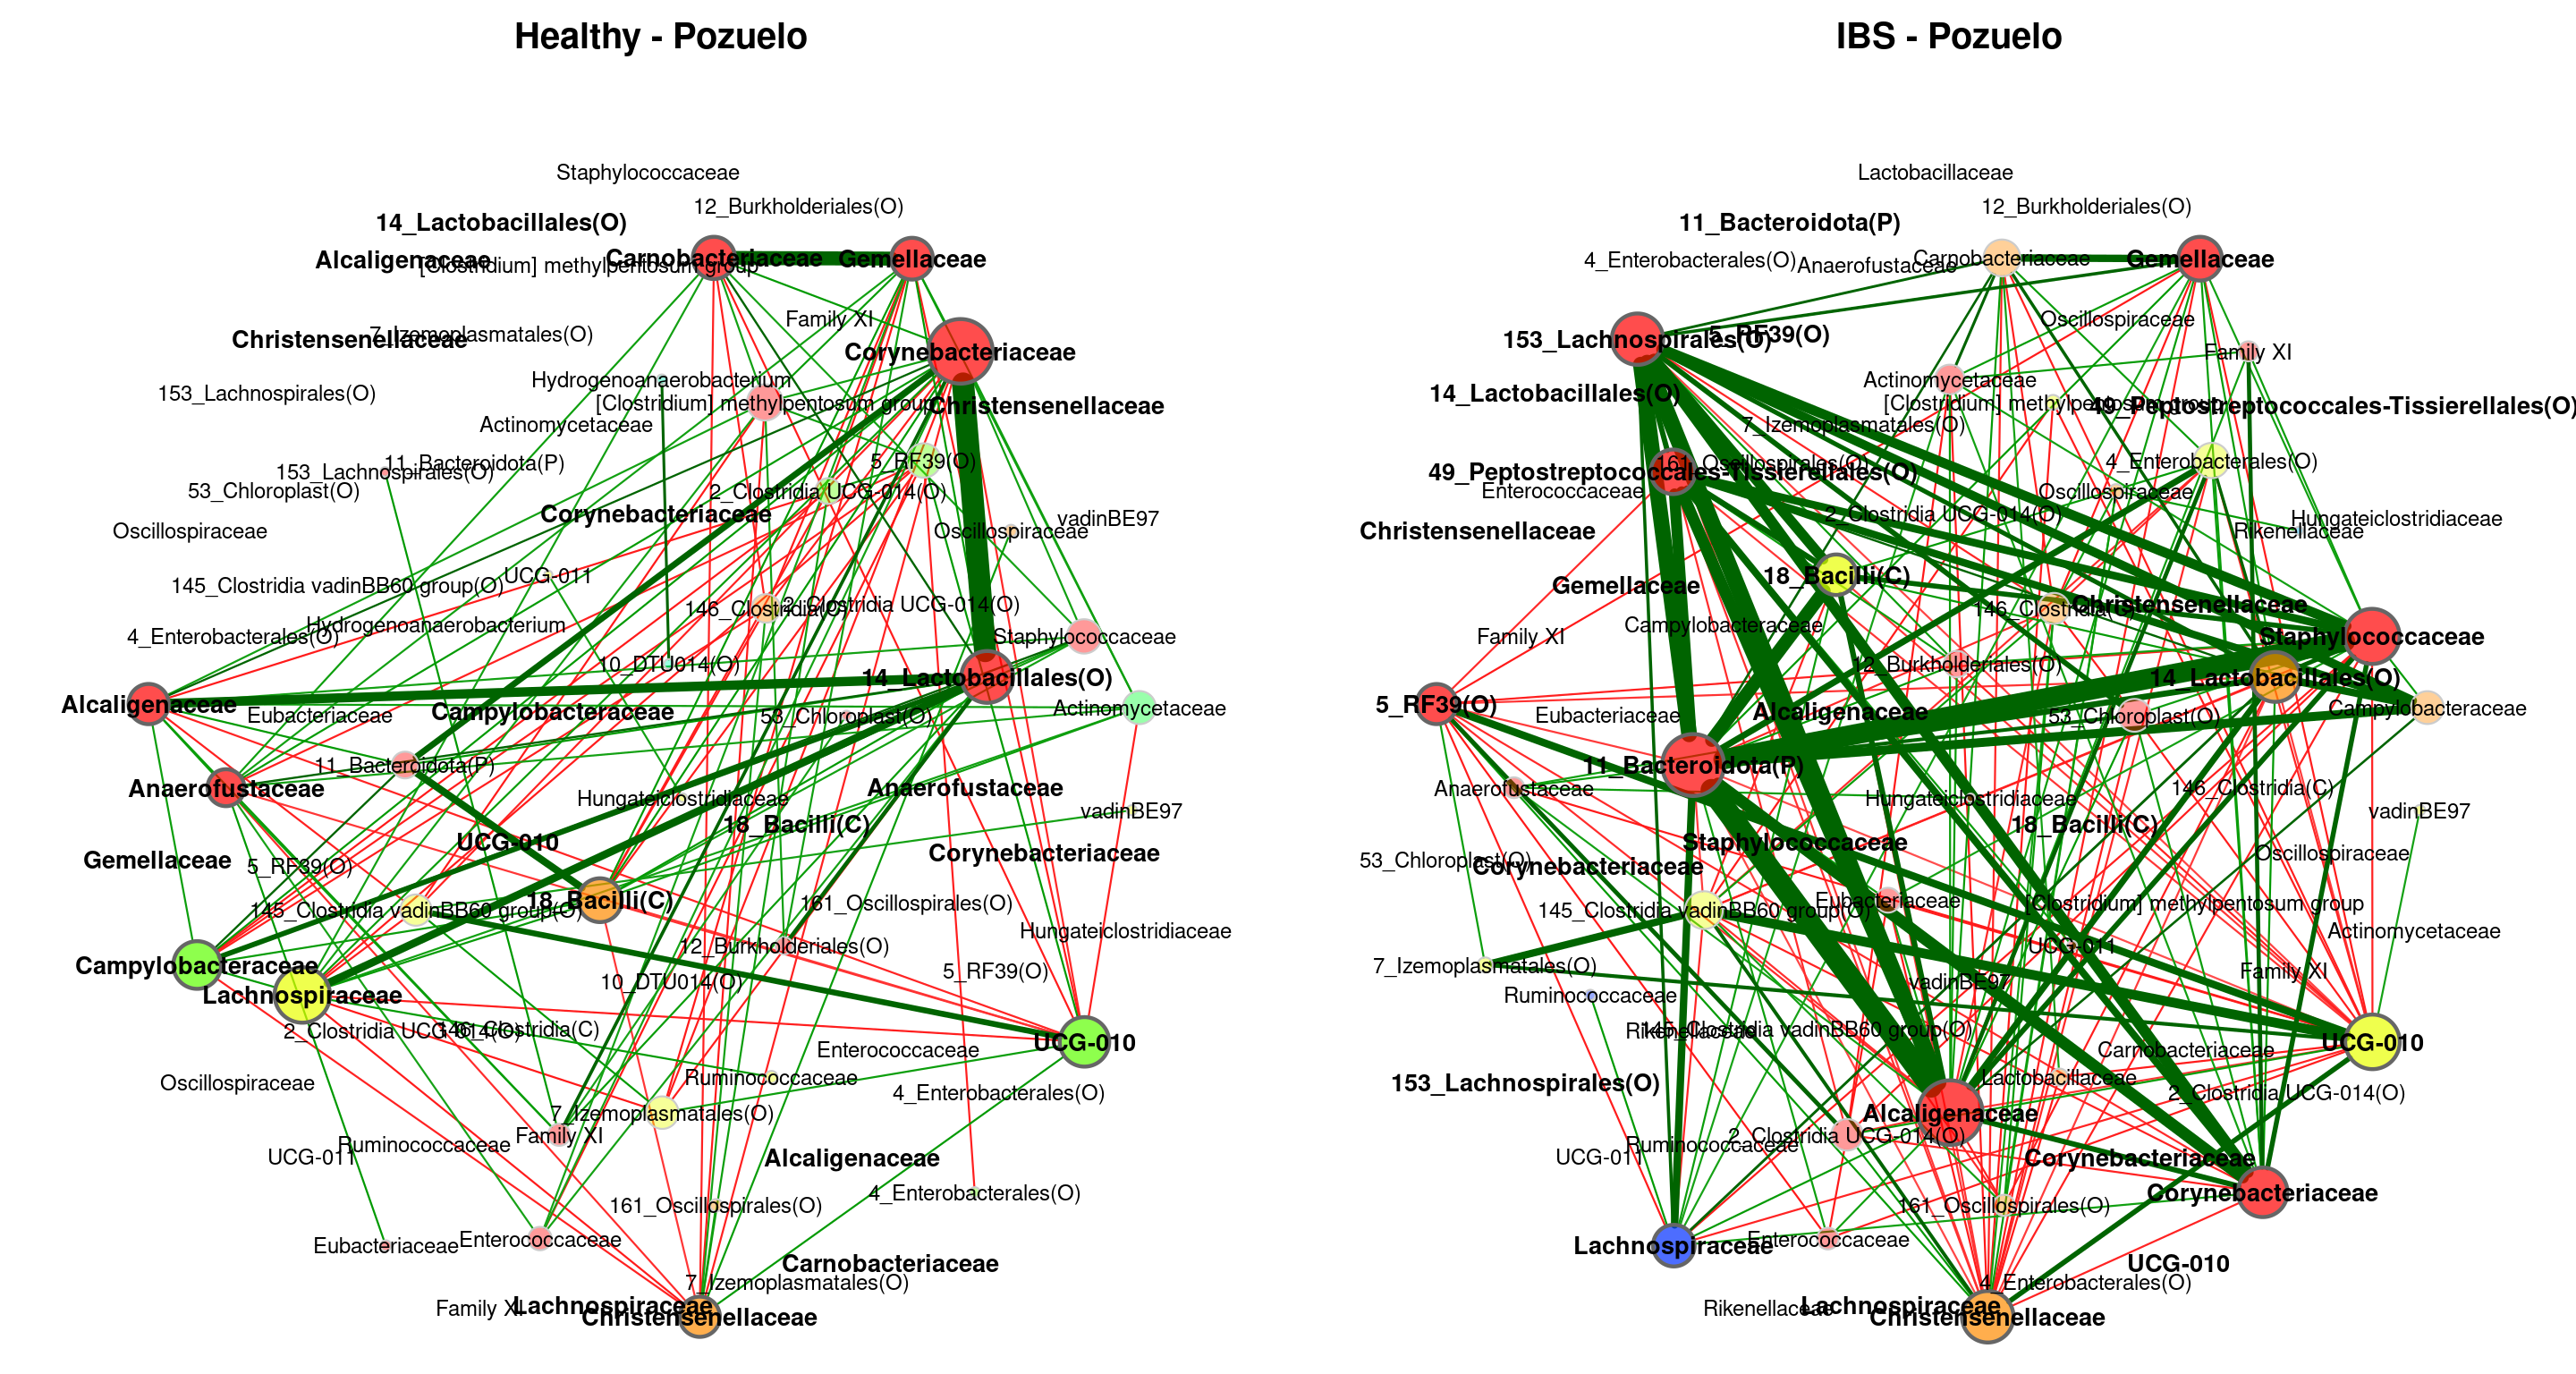 Healthy - Pozuelo
Staphylococcaceae
12_Burkholderiales(O)
14_Lactobacillales(O)
Alcaligenaceae
[Clostridium] methylpentosum group
Carnobacteriaceae
Gemellaceae
Family XI
Christensenellaceae
7_Izemoplasmatales(O)
Corynebacteriaceae
Hydrogenoanaerobacterium
153_Lachnospirales(O)
[Clostridium] methylpentosum group
Christensenellaceae
Actinomycetaceae
11_Bacteroidota(P)
5_RF39(O)
153_Lachnospirales(O)
53_Chloroplast(O)
2_Clostridia UCG-014(O)
Corynebacteriaceae
vadinBE97
Oscillospiraceae
Oscillospiraceae
UCG-011
145_Clostridia vadinBB60 group(O)
146_Clostridia(C)
2_Clostridia UCG-014(O)
Hydrogenoanaerobacterium
4_Enterobacterales(O)
Staphylococcaceae
10_DTU014(O)
14_Lactobacillales(O)
Alcaligenaceae
Actinomycetaceae
Campylobacteraceae
Eubacteriaceae
53_Chloroplast(O)
11_Bacteroidota(P)
Anaerofustaceae
Anaerofustaceae
Hungateiclostridiaceae
vadinBE97
18_Bacilli(C)
UCG-010
Corynebacteriaceae
Gemellaceae
5_RF39(O)
18_Bacilli(C)
161_Oscillospirales(O)
145_Clostridia vadinBB60 group(O)
Hungateiclostridiaceae
12_Burkholderiales(O)
Campylobacteraceae
5_RF39(O)
10_DTU014(O)
Lachnospiraceae
2_Clostridia UCG-014(O)
146_Clostridia(C)
UCG-010
Enterococcaceae
Ruminococcaceae
Oscillospiraceae
4_Enterobacterales(O)
7_Izemoplasmatales(O)
Family XI
Ruminococcaceae
UCG-011
Alcaligenaceae
4_Enterobacterales(O)
161_Oscillospirales(O)
Enterococcaceae
Eubacteriaceae
Carnobacteriaceae
7_Izemoplasmatales(O)
Lachnospiraceae
Family XI
Christensenellaceae
IBS - Pozuelo
Lactobacillaceae
12_Burkholderiales(O)
11_Bacteroidota(P)
4_Enterobacterales(O)
Anaerofustaceae
Carnobacteriaceae
Gemellaceae
Oscillospiraceae
153_Lachnospirales(O)
5_RF39(O)
Family XI
Actinomycetaceae
14_Lactobacillales(O)
[Clostridium] methylpentosum group
49_Peptostreptococcales-Tissierellales(O)
7_Izemoplasmatales(O)
161_Oscillospirales(O)
4_Enterobacterales(O)
49_Peptostreptococcales-Tissierellales(O)
Enterococcaceae
Oscillospiraceae
2_Clostridia UCG-014(O)
Hungateiclostridiaceae
Christensenellaceae
Rikenellaceae
18_Bacilli(C)
Gemellaceae
146_Clostridia(C)
Christensenellaceae
Campylobacteraceae
Family XI
Staphylococcaceae
12_Burkholderiales(O)
14_Lactobacillales(O)
5_RF39(O)
Campylobacteraceae
Alcaligenaceae
Eubacteriaceae
53_Chloroplast(O)
11_Bacteroidota(P)
Anaerofustaceae
146_Clostridia(C)
Hungateiclostridiaceae
vadinBE97
18_Bacilli(C)
Staphylococcaceae
Oscillospiraceae
53_Chloroplast(O)
Corynebacteriaceae
Eubacteriaceae
[Clostridium] methylpentosum group
145_Clostridia vadinBB60 group(O)
Actinomycetaceae
UCG-011
7_Izemoplasmatales(O)
Family XI
vadinBE97
Ruminococcaceae
Rikenellaceae
145_Clostridia vadinBB60 group(O)
UCG-010
Carnobacteriaceae
Lactobacillaceae
153_Lachnospirales(O)
2_Clostridia UCG-014(O)
Alcaligenaceae
2_Clostridia UCG-014(O)
Ruminococcaceae
UCG-011
Corynebacteriaceae
Corynebacteriaceae
161_Oscillospirales(O)
Enterococcaceae
Lachnospiraceae
UCG-010
4_Enterobacterales(O)
Lachnospiraceae
Rikenellaceae
Christensenellaceae